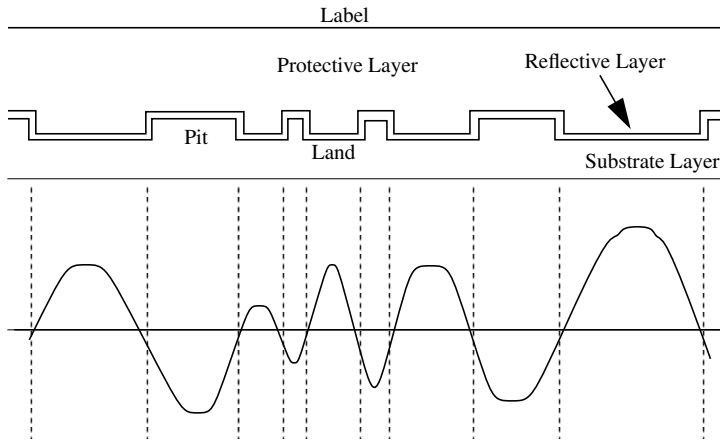 Label
Protective Layer
Reflective Layer
Pit
Land
Substrate Layer